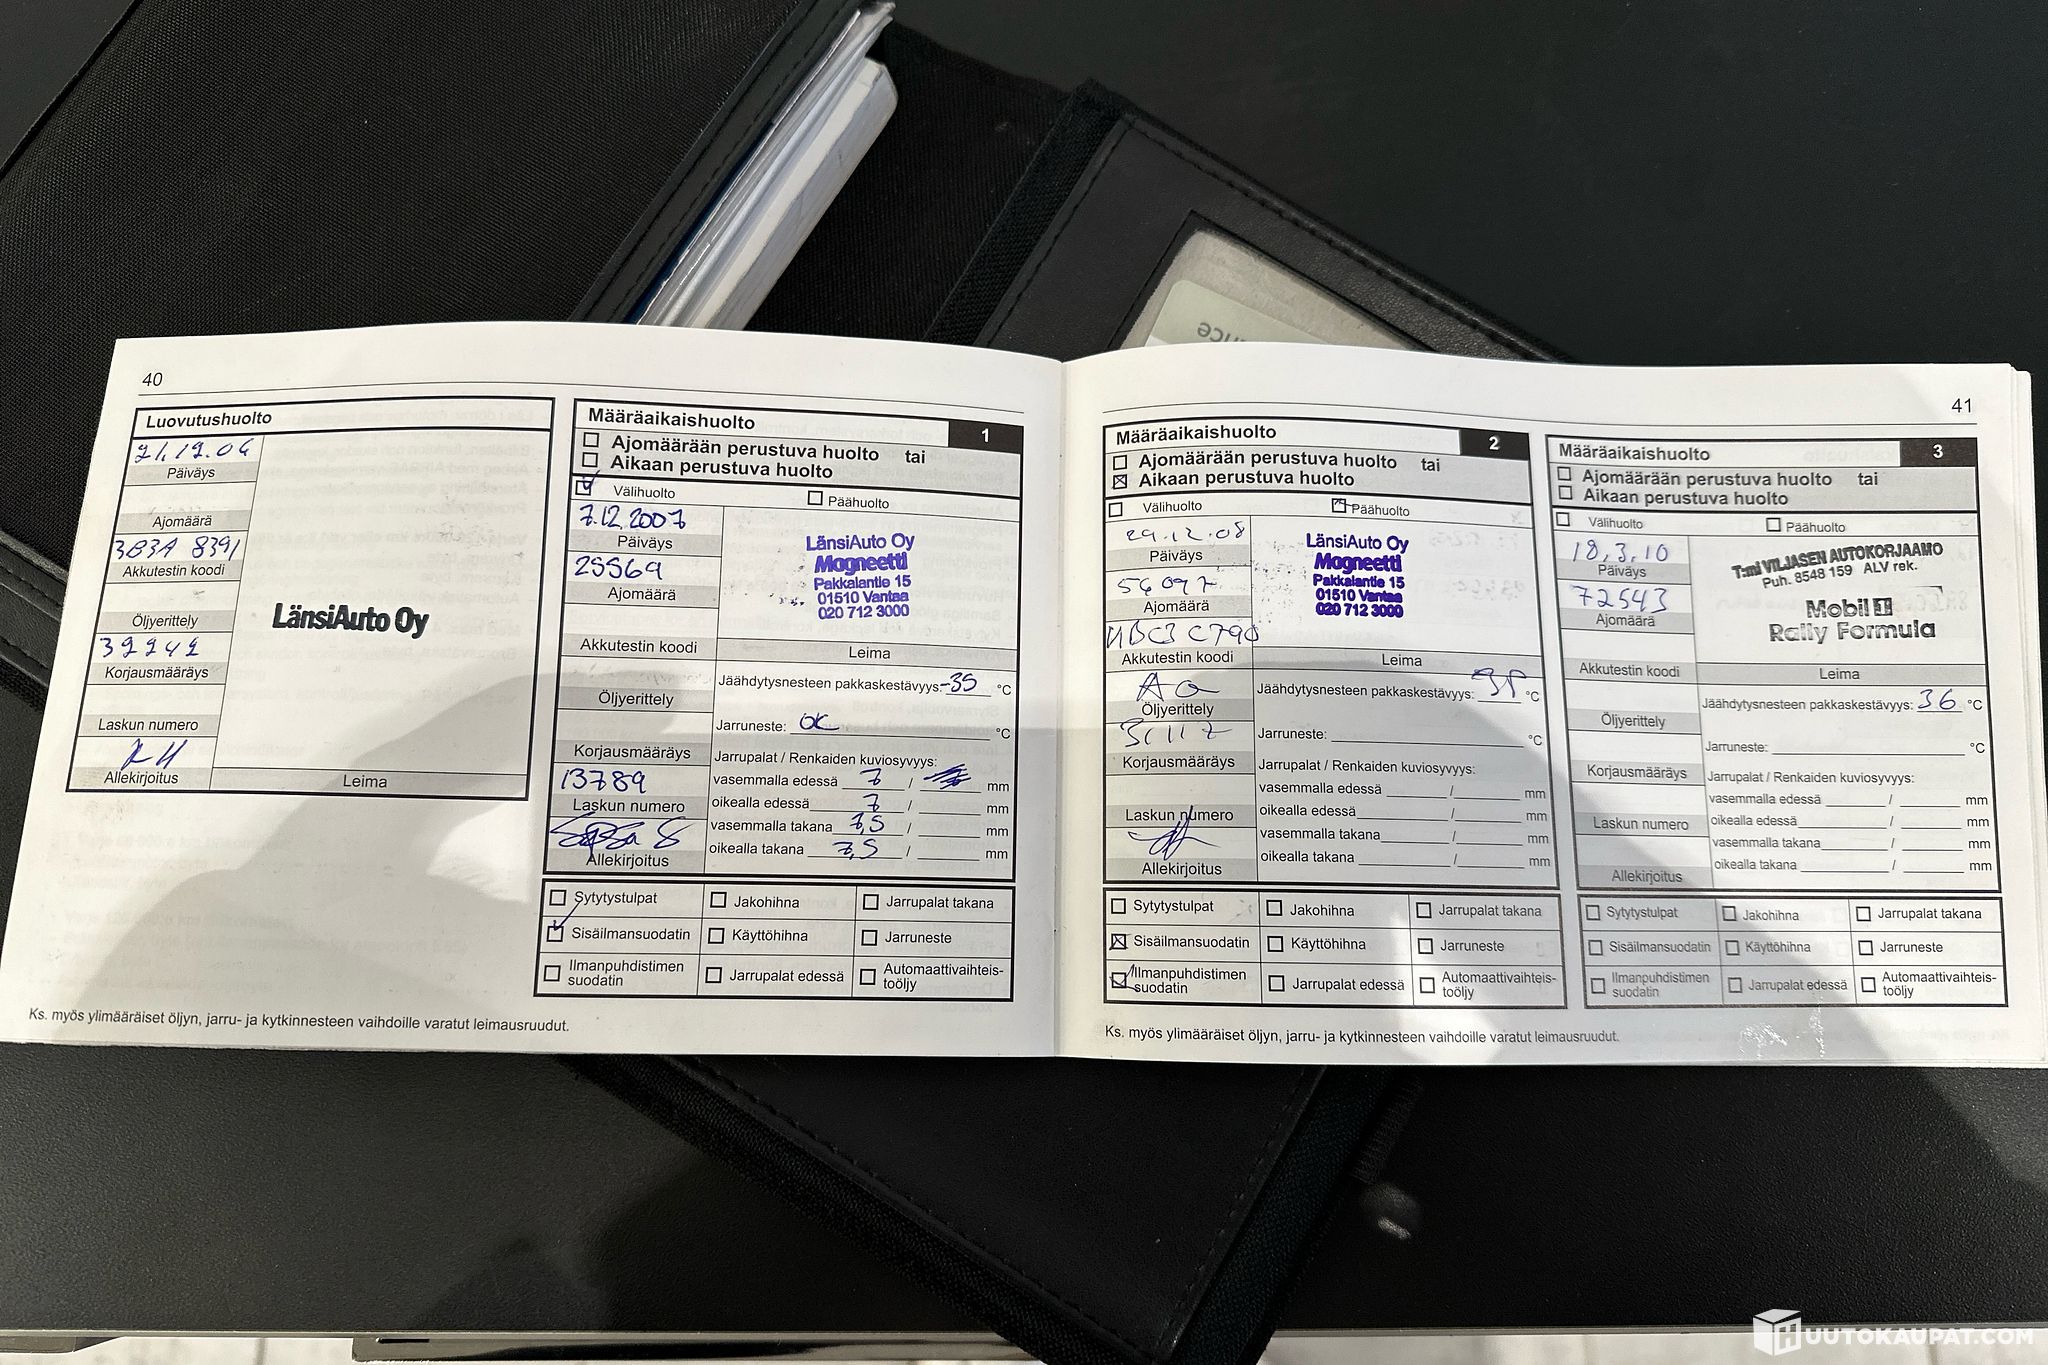 nce
40
Luovutushuolto
21.12.06
Päiväys
Ajomäärä
3B3A 8391
Akkutestin koodi
Öljyerittely
39242
Korjausmääräys
Laskun numero
Allekirjoitus
LänsiAuto Oy
Leima
Määräaikaishuolto 1
Ajomäärään perustuva huolto tai
Aikaan perustuva huolto
Välihuolto Päähuolto
7.12.2007
Päiväys
25569
Ajomäärä
Akkutestin koodi
Öljyerittely
Korjausmääräys
13789
Laskun numero
Allekirjoitus
LänsiAuto Oy
Magneetti
Pakkalantie 15
01510 Vantaa
020 712 3000
Leima
Jäähdytysnesteen pakkaskestävyys: -35 °C
Jarruneste: OK °C
Jarrupalat / Renkaiden kuviosyvyys:
vasemmalla edessä 7 / mm
oikealla edessä 7 / mm
vasemmalla takana 7,5 / mm
oikealla takana 7,5 / mm
Sytytystulpat Jakohihna Jarrupalat takana
Sisäilmansuodatin Käyttöhihna Jarruneste
Ilmanpuhdistimen suodatin Jarrupalat edessä Automaattivaihteis-
tööljy
Ks. myös ylimääräiset öljyn, jarru- ja kytkinnesteen vaihdoille varatut leimausruudut.
41
Määräaikaishuolto 2
Ajomäärään perustuva huolto tai
Aikaan perustuva huolto
Välihuolto Päähuolto
29.12.08
Päiväys
56097
Ajomäärä
Akkutestin koodi
Öljyerittely
Korjausmääräys
Laskun numero
Allekirjoitus
LänsiAuto Oy
Magneetti
Pakkalantie 15
01510 Vantaa
020 712 3000
Leima
Jäähdytysnesteen pakkaskestävyys: °C
Jarruneste: °C
Jarrupalat / Renkaiden kuviosyvyys:
vasemmalla edessä / mm
oikealla edessä / mm
vasemmalla takana / mm
oikealla takana / mm
Sytytystulpat Jakohihna Jarrupalat takana
Sisäilmansuodatin Käyttöhihna Jarruneste
Ilmanpuhdistimen suodatin Jarrupalat edessä Automaattivaihteis-
tööljy
Määräaikaishuolto 3
Ajomäärään perustuva huolto tai
Aikaan perustuva huolto
Välihuolto Päähuolto
18.3.10
Päiväys
72543
Ajomäärä
Akkutestin koodi
Öljyerittely
Korjausmääräys
Laskun numero
Allekirjoitus
T:mi VILJASEN AUTOKORJAAMO
Puh. 8548 159 ALV rek.
Mobil 1
Rally Formula
Leima
Jäähdytysnesteen pakkaskestävyys: 36 °C
Jarruneste: °C
Jarrupalat / Renkaiden kuviosyvyys:
vasemmalla edessä / mm
oikealla edessä / mm
vasemmalla takana / mm
oikealla takana / mm
Sytytystulpat Jakohihna Jarrupalat takana
Sisäilmansuodatin Käyttöhihna Jarruneste
Ilmanpuhdistimen suodatin Jarrupalat edessä Automaattivaihteis-
tööljy
Ks. myös ylimääräiset öljyn, jarru- ja kytkinnesteen vaihdoille varatut leimausruudut.
HUUTOKAUPAT.COM